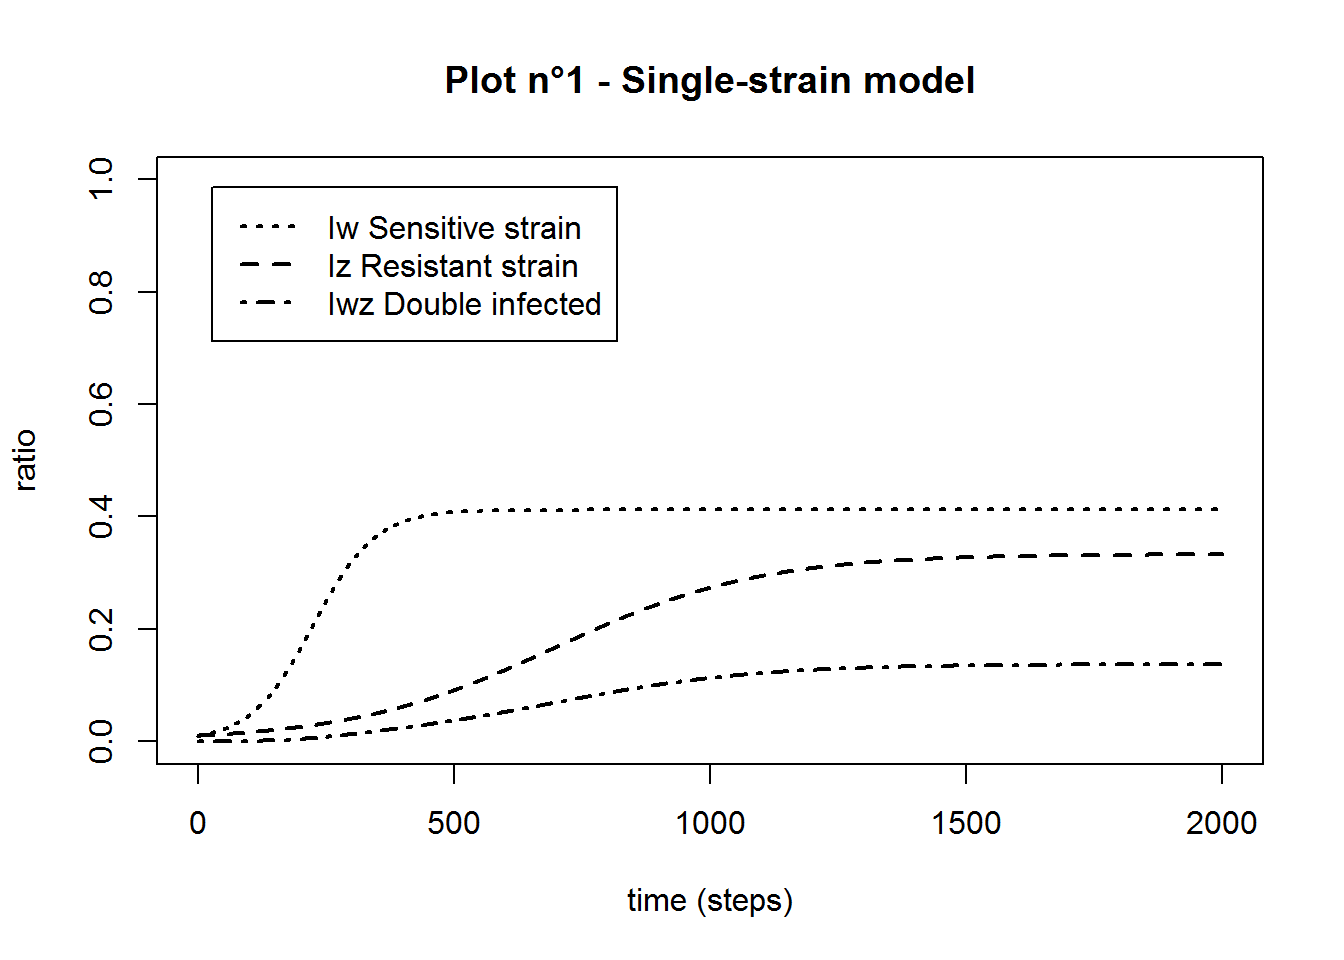 Plot n°1 - Single-strain model
1.0
0.8
0.6
0.4
0.2
0.0
ratio
Iw Sensitive strain
Iz Resistant strain
Iwz Double infected
0 500 1000 1500 2000
time (steps)